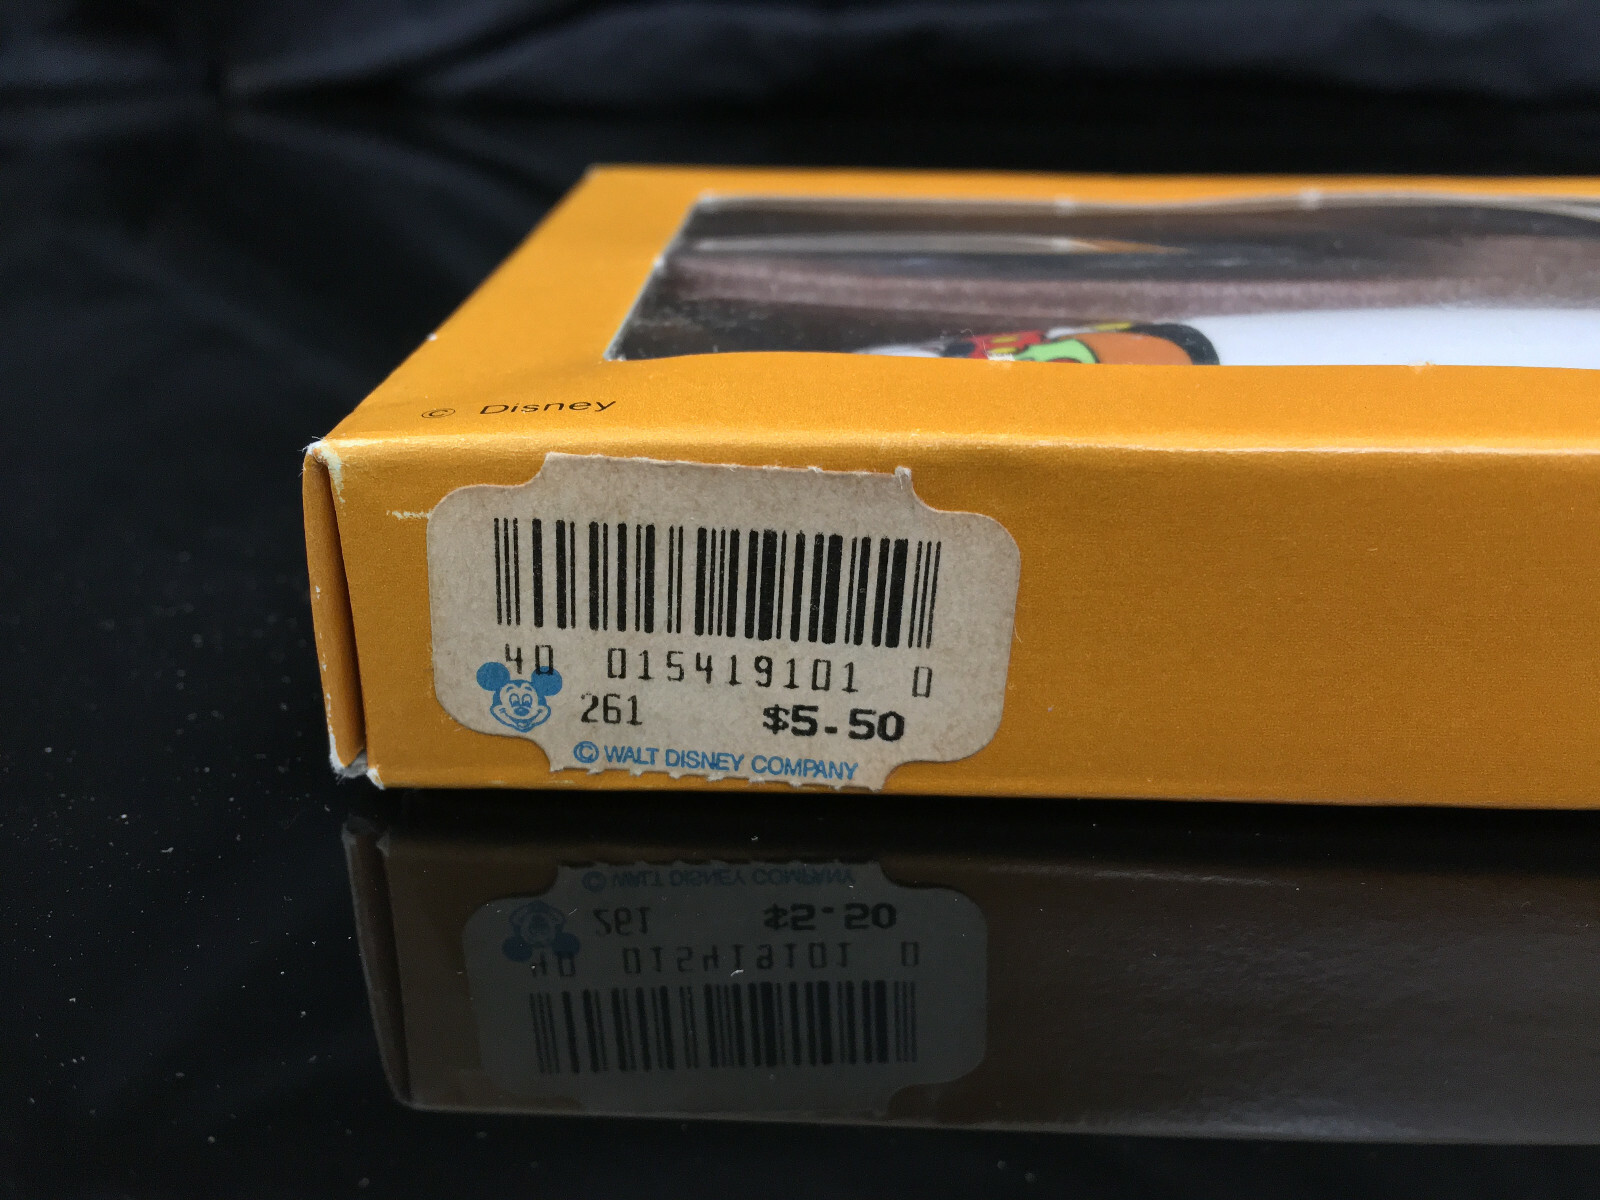 © Disney
40 015419101 0
261 $5.50
© WALT DISNEY COMPANY